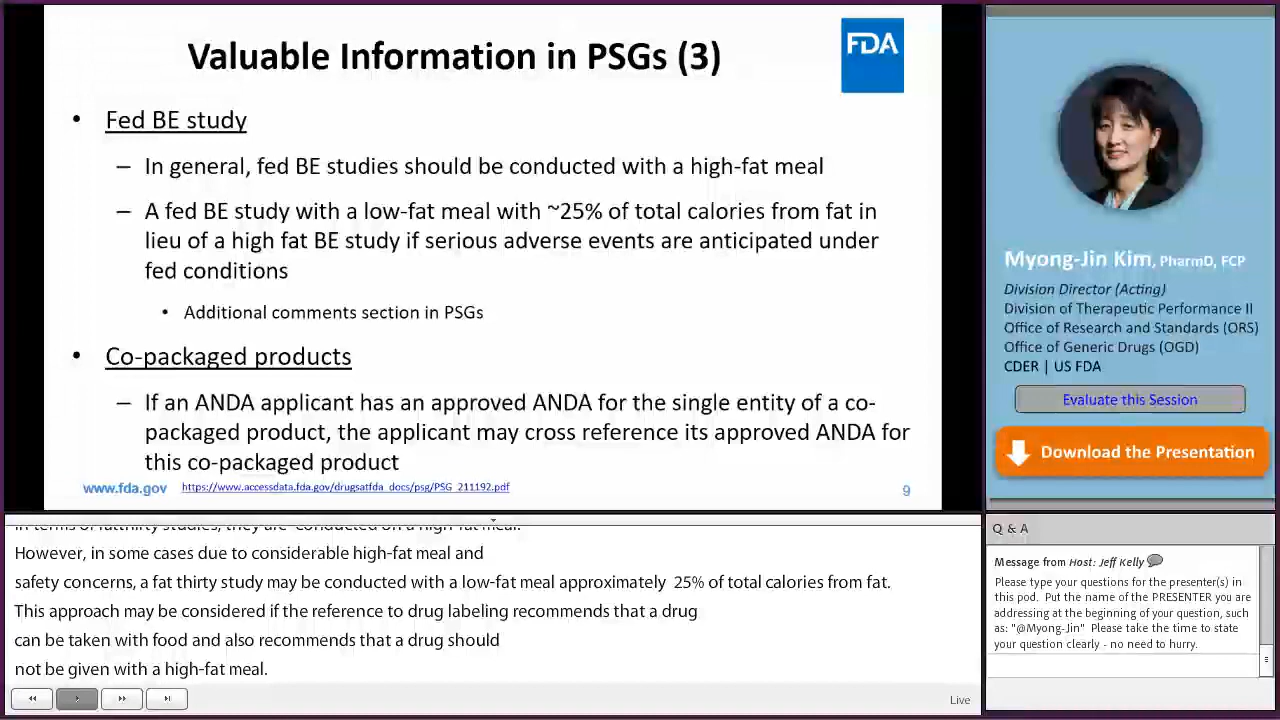 Valuable Information in PSGs (3)
FDA
• Fed BE study
– In general, fed BE studies should be conducted with a high-fat meal
– A fed BE study with a low-fat meal with ~25% of total calories from fat in
lieu of a high fat BE study if serious adverse events are anticipated under
fed conditions
• Additional comments section in PSGs
• Co-packaged products
– If an ANDA applicant has an approved ANDA for the single entity of a co-
packaged product, the applicant may cross reference its approved ANDA for
this co-packaged product
www.fda.gov https://www.accessdata.fda.gov/drugsatfda_docs/psg/PSG_211192.pdf 9
Myong-Jin Kim, PharmD, FCP
Division Director (Acting)
Division of Therapeutic Performance II
Office of Research and Standards (ORS)
Office of Generic Drugs (OGD)
CDER | US FDA
Evaluate this Session
Download the Presentation
In terms of fatthirty studies, they are conducted on a high-fat meal.
However, in some cases due to considerable high-fat meal and
safety concerns, a fat thirty study may be conducted with a low-fat meal approximately 25% of total calories from fat.
This approach may be considered if the reference to drug labeling recommends that a drug
can be taken with food and also recommends that a drug should
not be given with a high-fat meal.
Live
Q & A
Message from Host: Jeff Kelly
Please type your questions for the presenter(s) in
this pod. Put the name of the PRESENTER you are
addressing at the beginning of your question, such
as: "@Myong-Jin" Please take the time to state
your question clearly - no need to hurry.